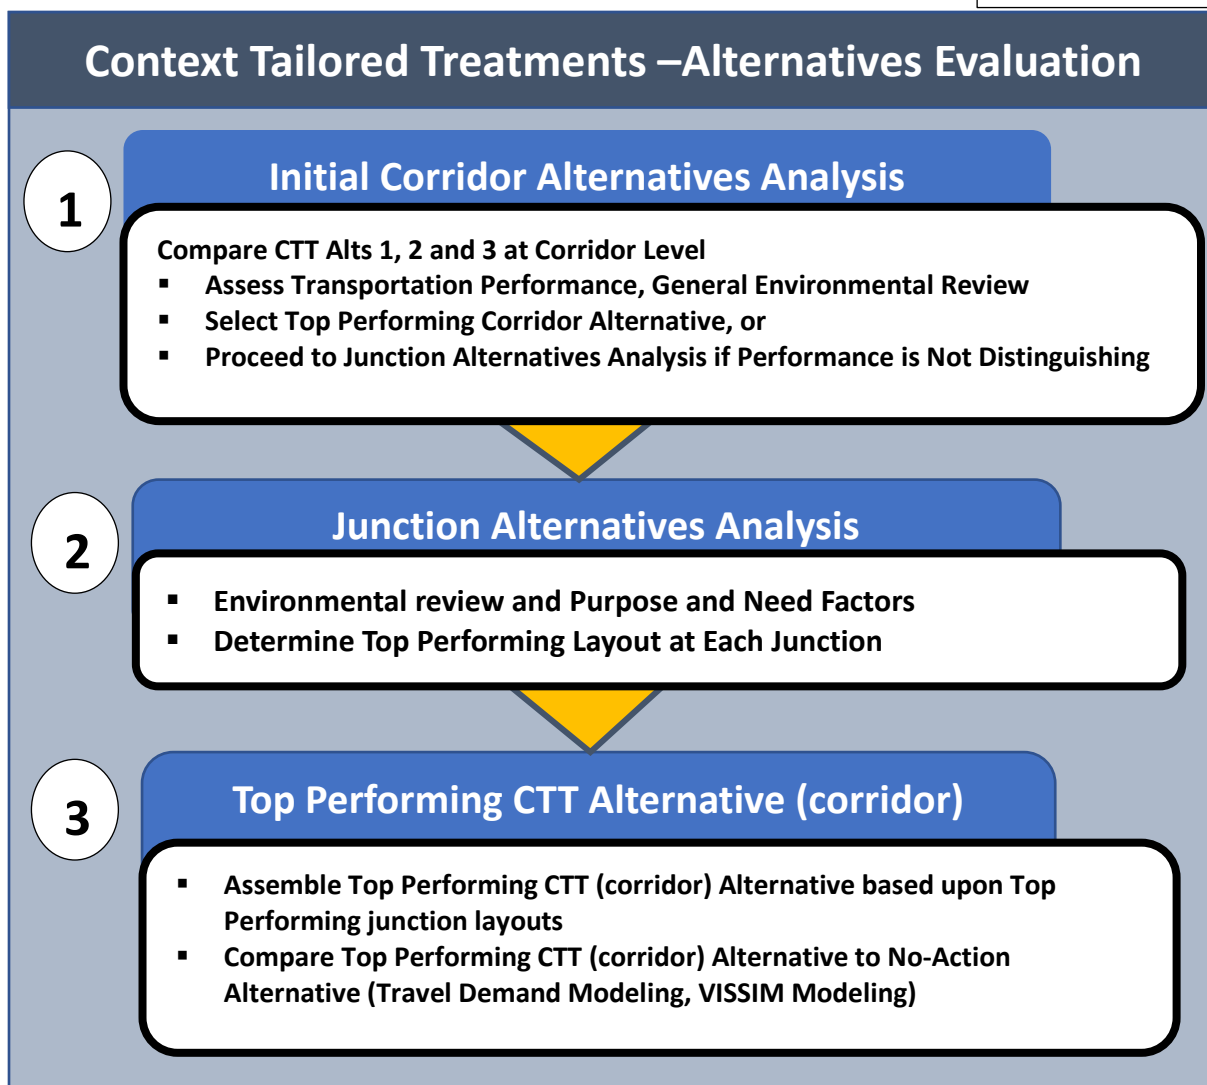 Context Tailored Treatments –Alternatives Evaluation
1
Initial Corridor Alternatives Analysis
Compare CTT Alts 1, 2 and 3 at Corridor Level
▪ Assess Transportation Performance, General Environmental Review
▪ Select Top Performing Corridor Alternative, or
▪ Proceed to Junction Alternatives Analysis if Performance is Not Distinguishing
2
Junction Alternatives Analysis
▪ Environmental review and Purpose and Need Factors
▪ Determine Top Performing Layout at Each Junction
3
Top Performing CTT Alternative (corridor)
▪ Assemble Top Performing CTT (corridor) Alternative based upon Top
Performing junction layouts
▪ Compare Top Performing CTT (corridor) Alternative to No-Action
Alternative (Travel Demand Modeling, VISSIM Modeling)